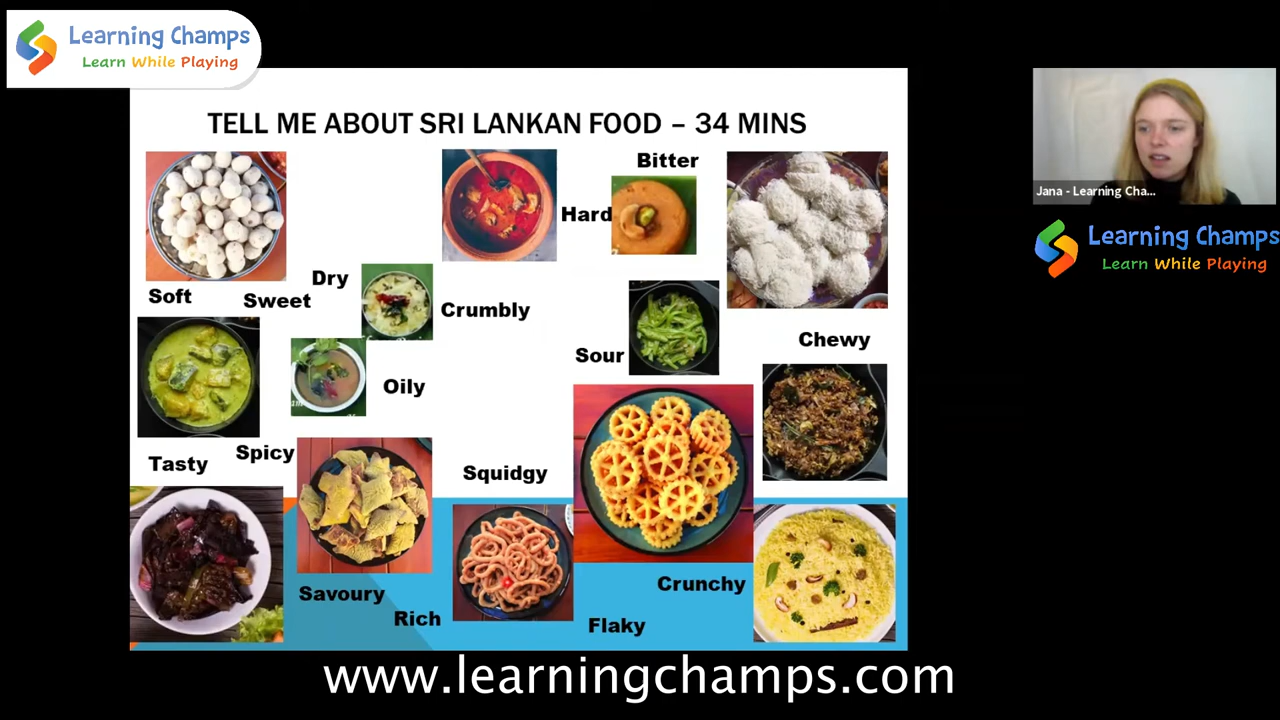 Learning Champs
Learn While Playing
TELL ME ABOUT SRI LANKAN FOOD – 34 MINS
Bitter
Hard
Dry
Soft
Sweet
Crumbly
Sour
Chewy
Oily
Spicy
Tasty
Squidgy
Savoury
Rich
Crunchy
Flaky
Jana - Learning Cha...
Learning Champs
Learn While Playing
www.learningchamps.com